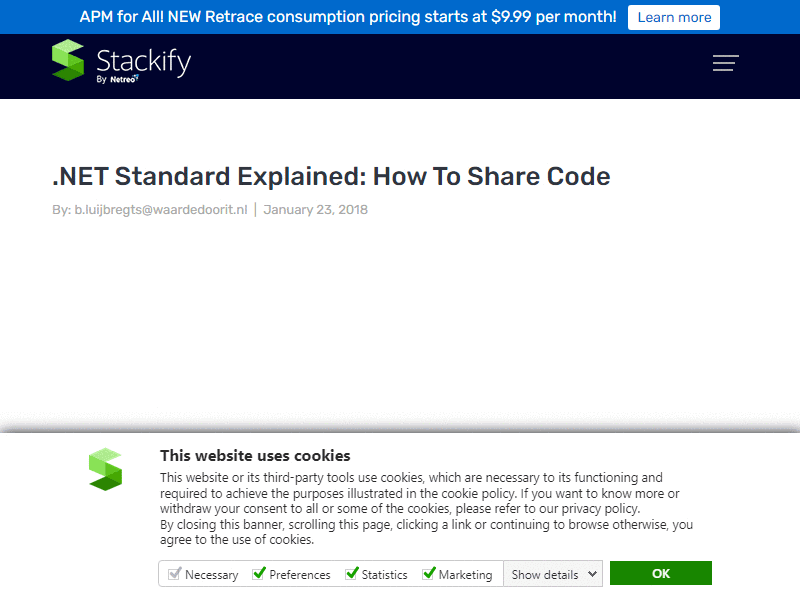 APM for All! NEW Retrace consumption pricing starts at $9.99 per month! Learn more
Stackify
By Netreo
.NET Standard Explained: How To Share Code
By: b.luijbregts@waardedoorit.nl | January 23, 2018
This website uses cookies
This website or its third-party tools use cookies, which are necessary to its functioning and
required to achieve the purposes illustrated in the cookie policy. If you want to know more or
withdraw your consent to all or some of the cookies, please refer to our privacy policy.
By closing this banner, scrolling this page, clicking a link or continuing to browse otherwise, you
agree to the use of cookies.
Necessary Preferences Statistics Marketing Show details OK